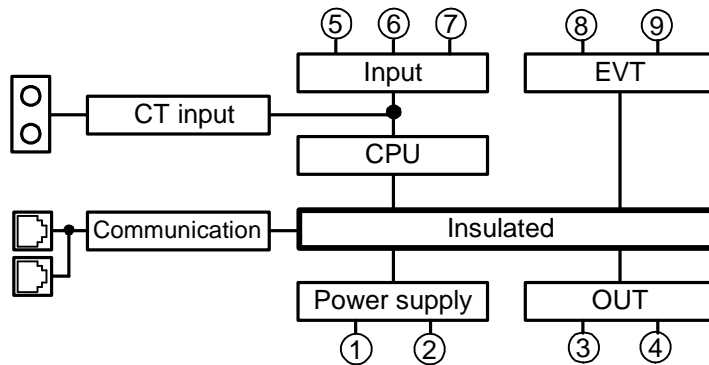 ⑤ ⑥ ⑦ ⑧ ⑨
Input EVT
CT input
CPU
Communication Insulated
Power supply OUT
① ② ③ ④